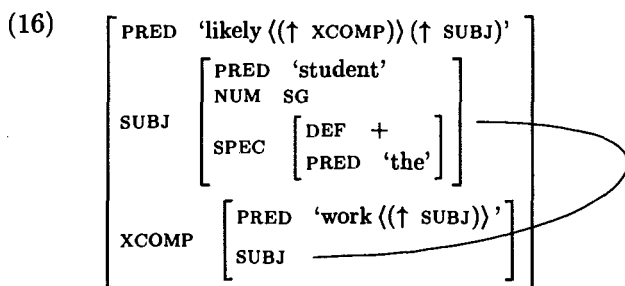 (16)
PRED ‘likely ⟨(↑ XCOMP)⟩ (↑ SUBJ)’
PRED ‘student’
NUM SG
SUBJ
SPEC
DEF +
PRED ‘the’
PRED ‘work ⟨(↑ SUBJ)⟩’
XCOMP
SUBJ